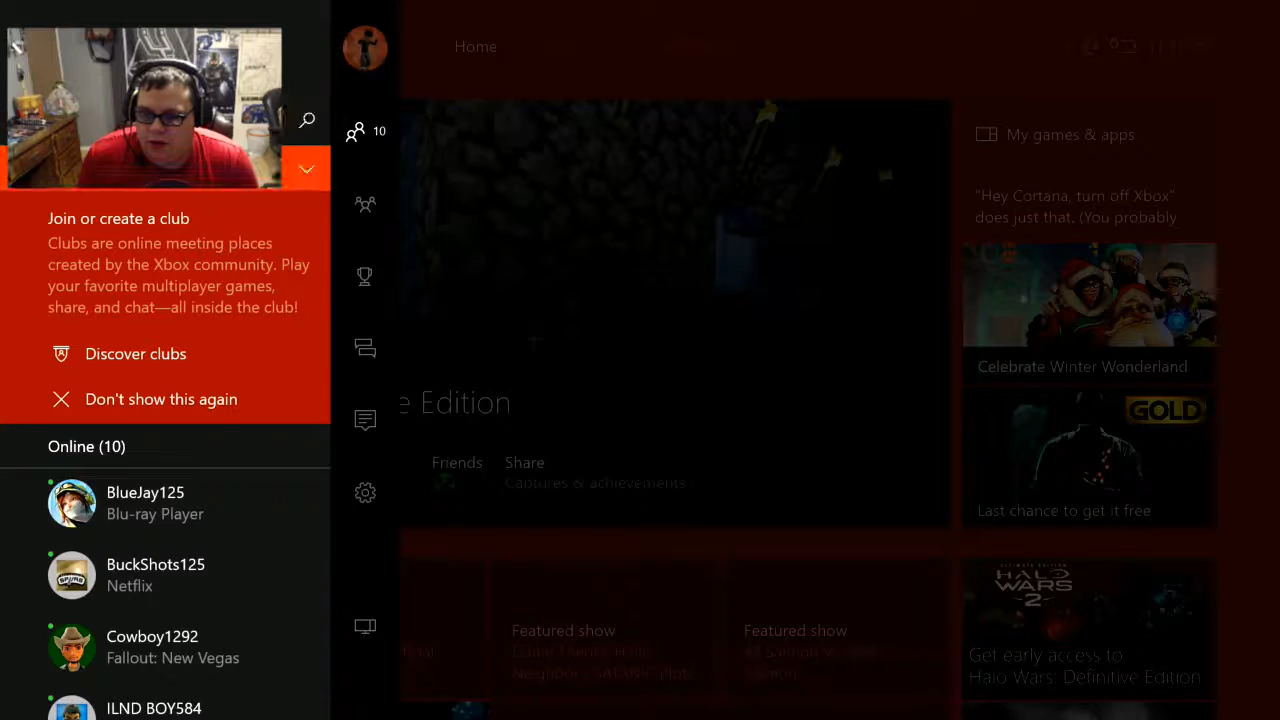 Join or create a club
Clubs are online meeting places
created by the Xbox community. Play
your favorite multiplayer games,
share, and chat—all inside the club!
Discover clubs
Don't show this again
Online (10)
BlueJay125
Blu-ray Player
BuckShots125
Netflix
Cowboy1292
Fallout: New Vegas
ILND BOY584
10
Home
e Edition
Friends
Share
Captures & achievements
Featured show
Featured show
My games & apps
"Hey Cortana, turn off Xbox"
does just that. (You probably
Celebrate Winter Wonderland
GOLD
Last chance to get it free
HALO
WARS
2
Get early access to
Halo Wars: Definitive Edition